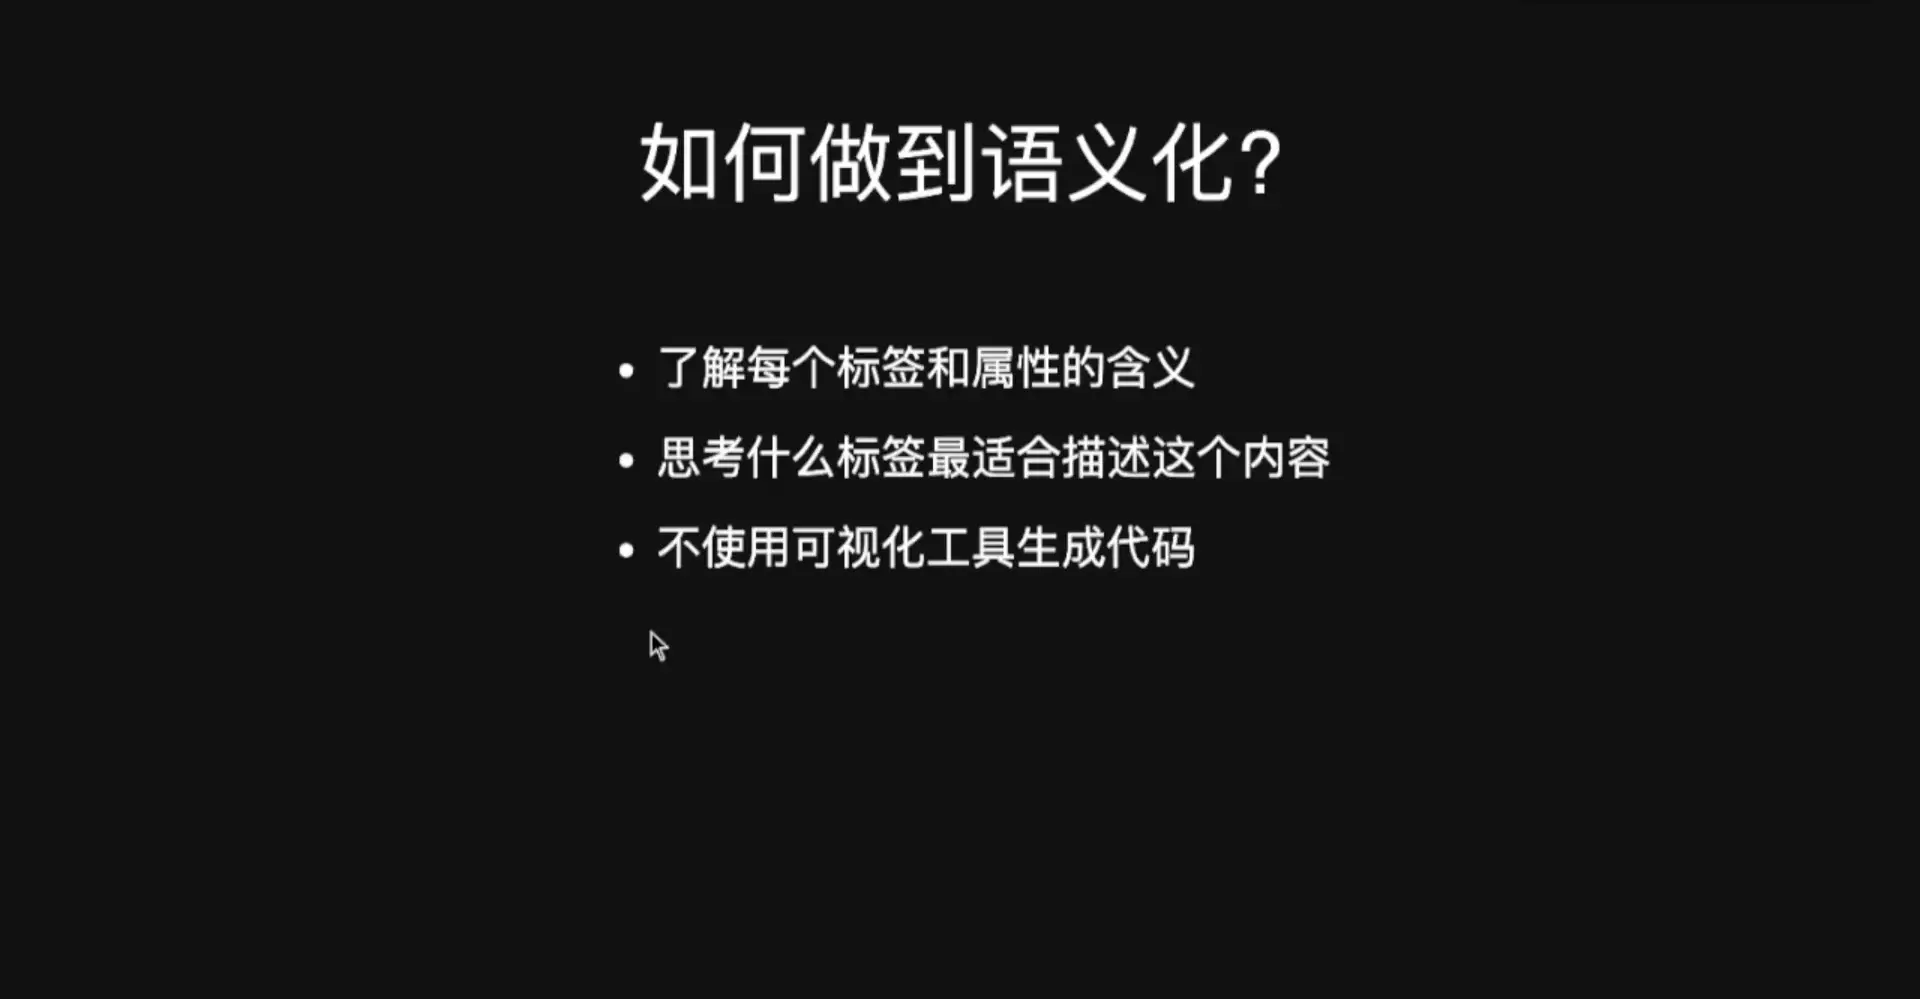 如何做到语义化?
• 了解每个标签和属性的含义
• 思考什么标签最适合描述这个内容
• 不使用可视化工具生成代码